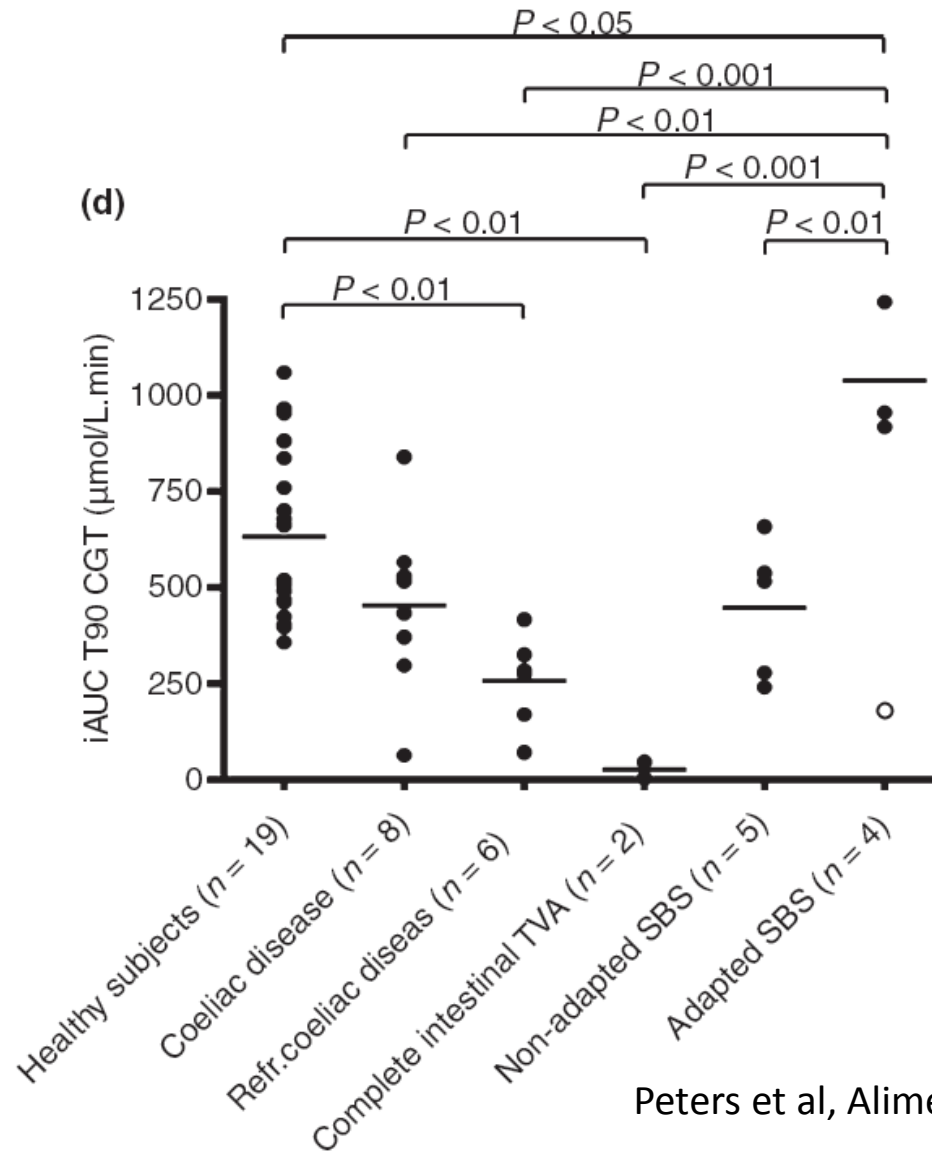 P < 0.05
P < 0.001
P < 0.01
P < 0.001
(d)
P < 0.01
P < 0.01
P < 0.01
1250
1000
750
500
250
0
iAUC T90 CGT (µmol/L.min)
Healthy subjects (n = 19)
Coeliac disease (n = 8)
Refr.coeliac diseas (n = 6)
Complete intestinal TVA (n = 2)
Non-adapted SBS (n = 5)
Adapted SBS (n = 4)
Peters et al, Alime